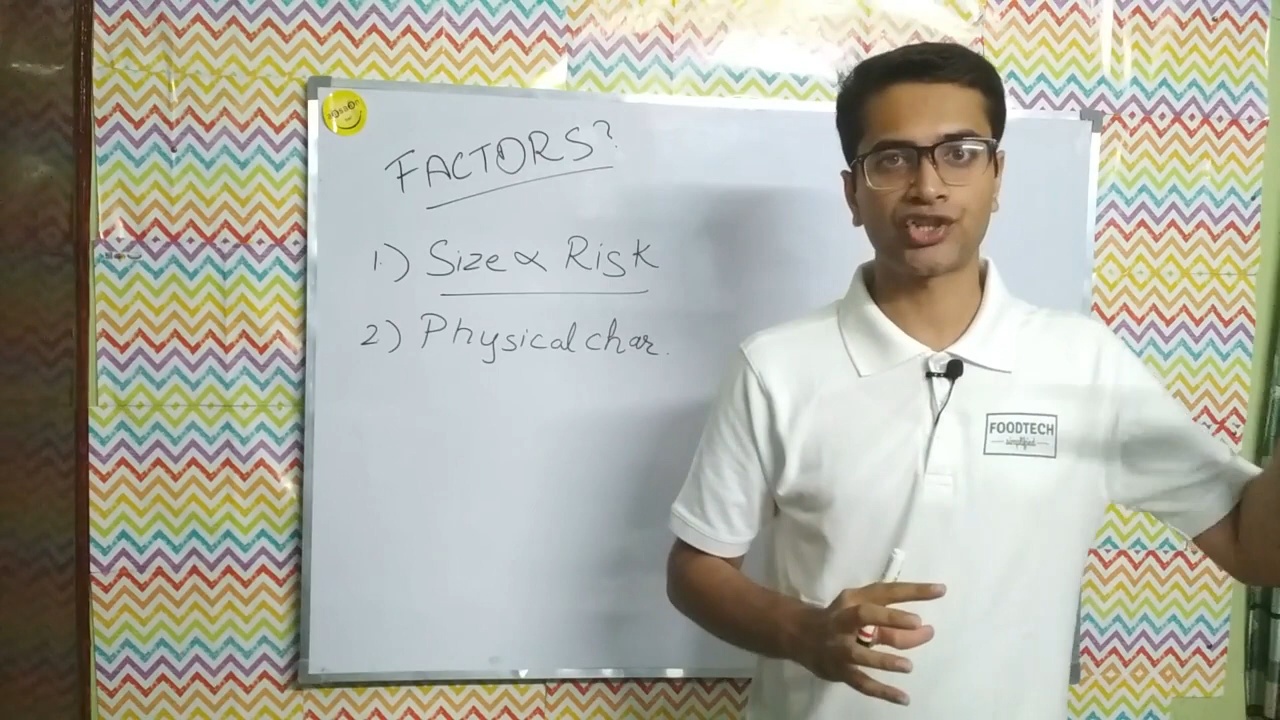 FACTORS?
1.) Size ∝ Risk
2) Physical char.
FOODTECH
simplified